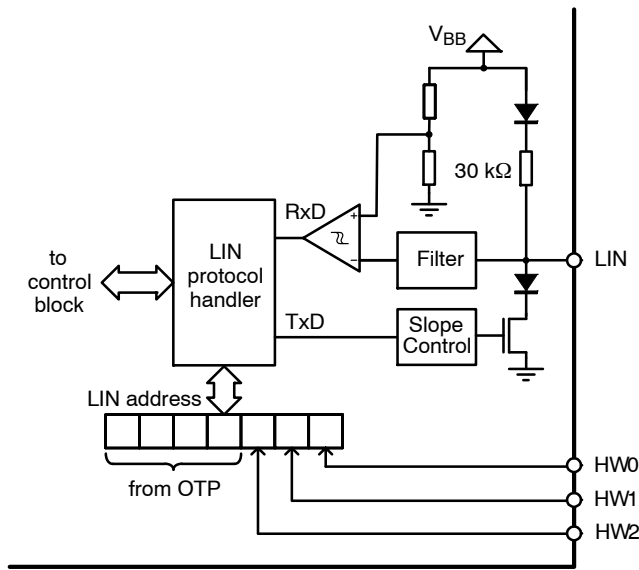 VBB
30 kΩ
RxD
+
−
LIN
protocol
handler
Filter
LIN
to
control
block
TxD
Slope
Control
LIN address
from OTP
HW0
HW1
HW2